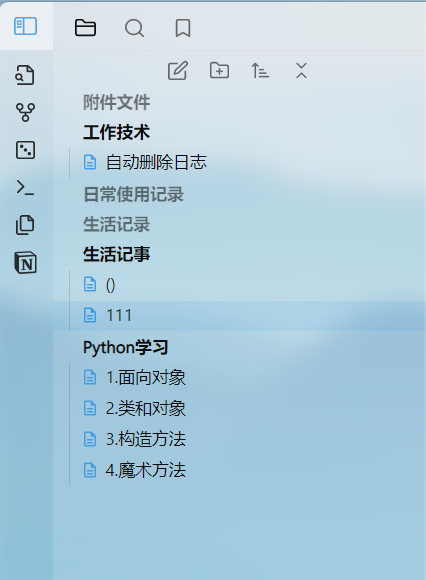 附件文件
工作技术
自动删除日志
日常使用记录
生活记录
生活记事
()
111
Python学习
1.面向对象
2.类和对象
3.构造方法
4.魔术方法